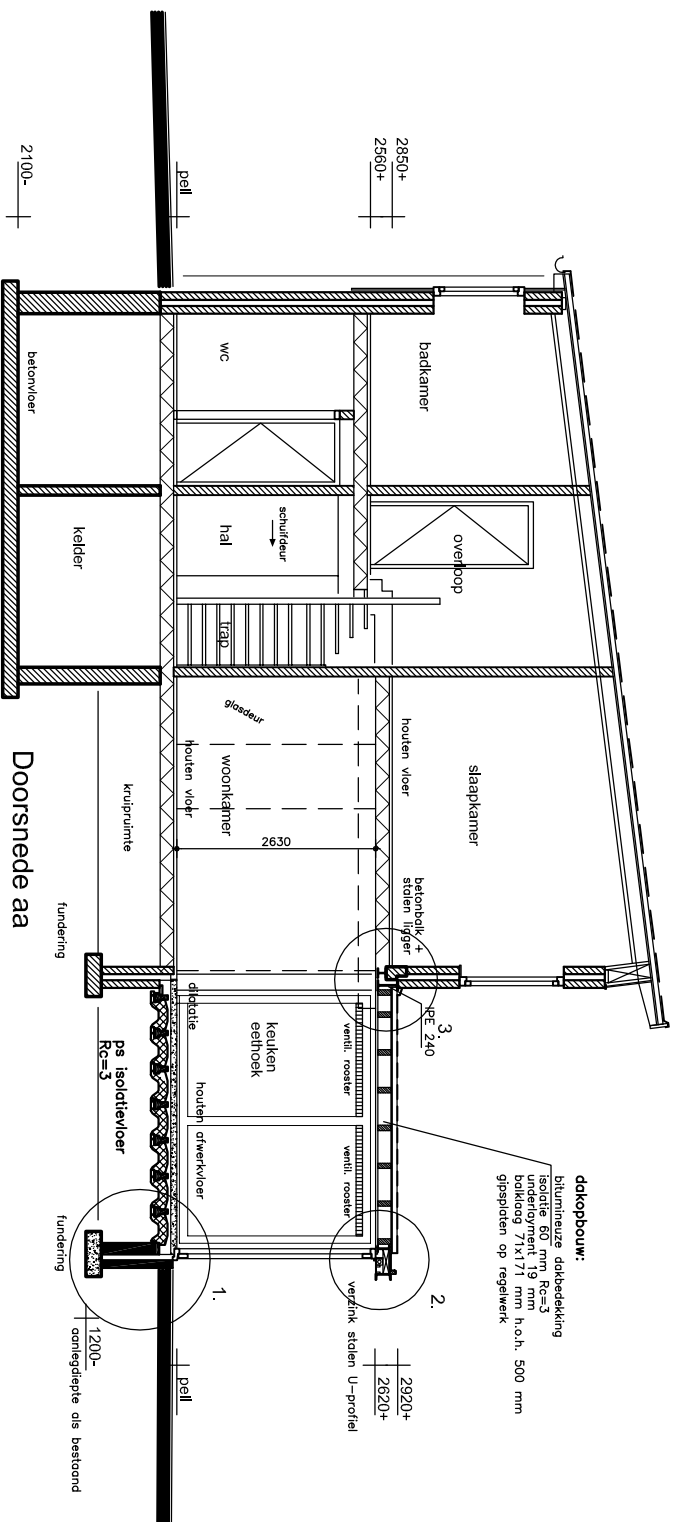 2850+
2560+
peil
2100-
badkamer
wc
betonvloer
overloop
schuifdeur
hal
trap
kelder
slaapkamer
houten vloer
glasdeur
woonkamer
houten vloer
2630
kruipruimte
betonbalk +
stalen ligger
fundering
Doorsnede aa
3.
IPE 240
dilatatie
keuken
eethoek
ventil. rooster
ventil. rooster
houten afwerkvloer
ps isolatievloer
Rc=3
dakopbouw:
bitumineuze dakbedekking
isolatie 60 mm Rc=3
underlayment 19 mm
balklaag 71x171 mm h.o.h. 500 mm
gipsplaten op regelwerk
2.
1.
verzink stalen U-profiel
2920+
2620+
peil
fundering
1200-
aanlegdiepte als bestaand